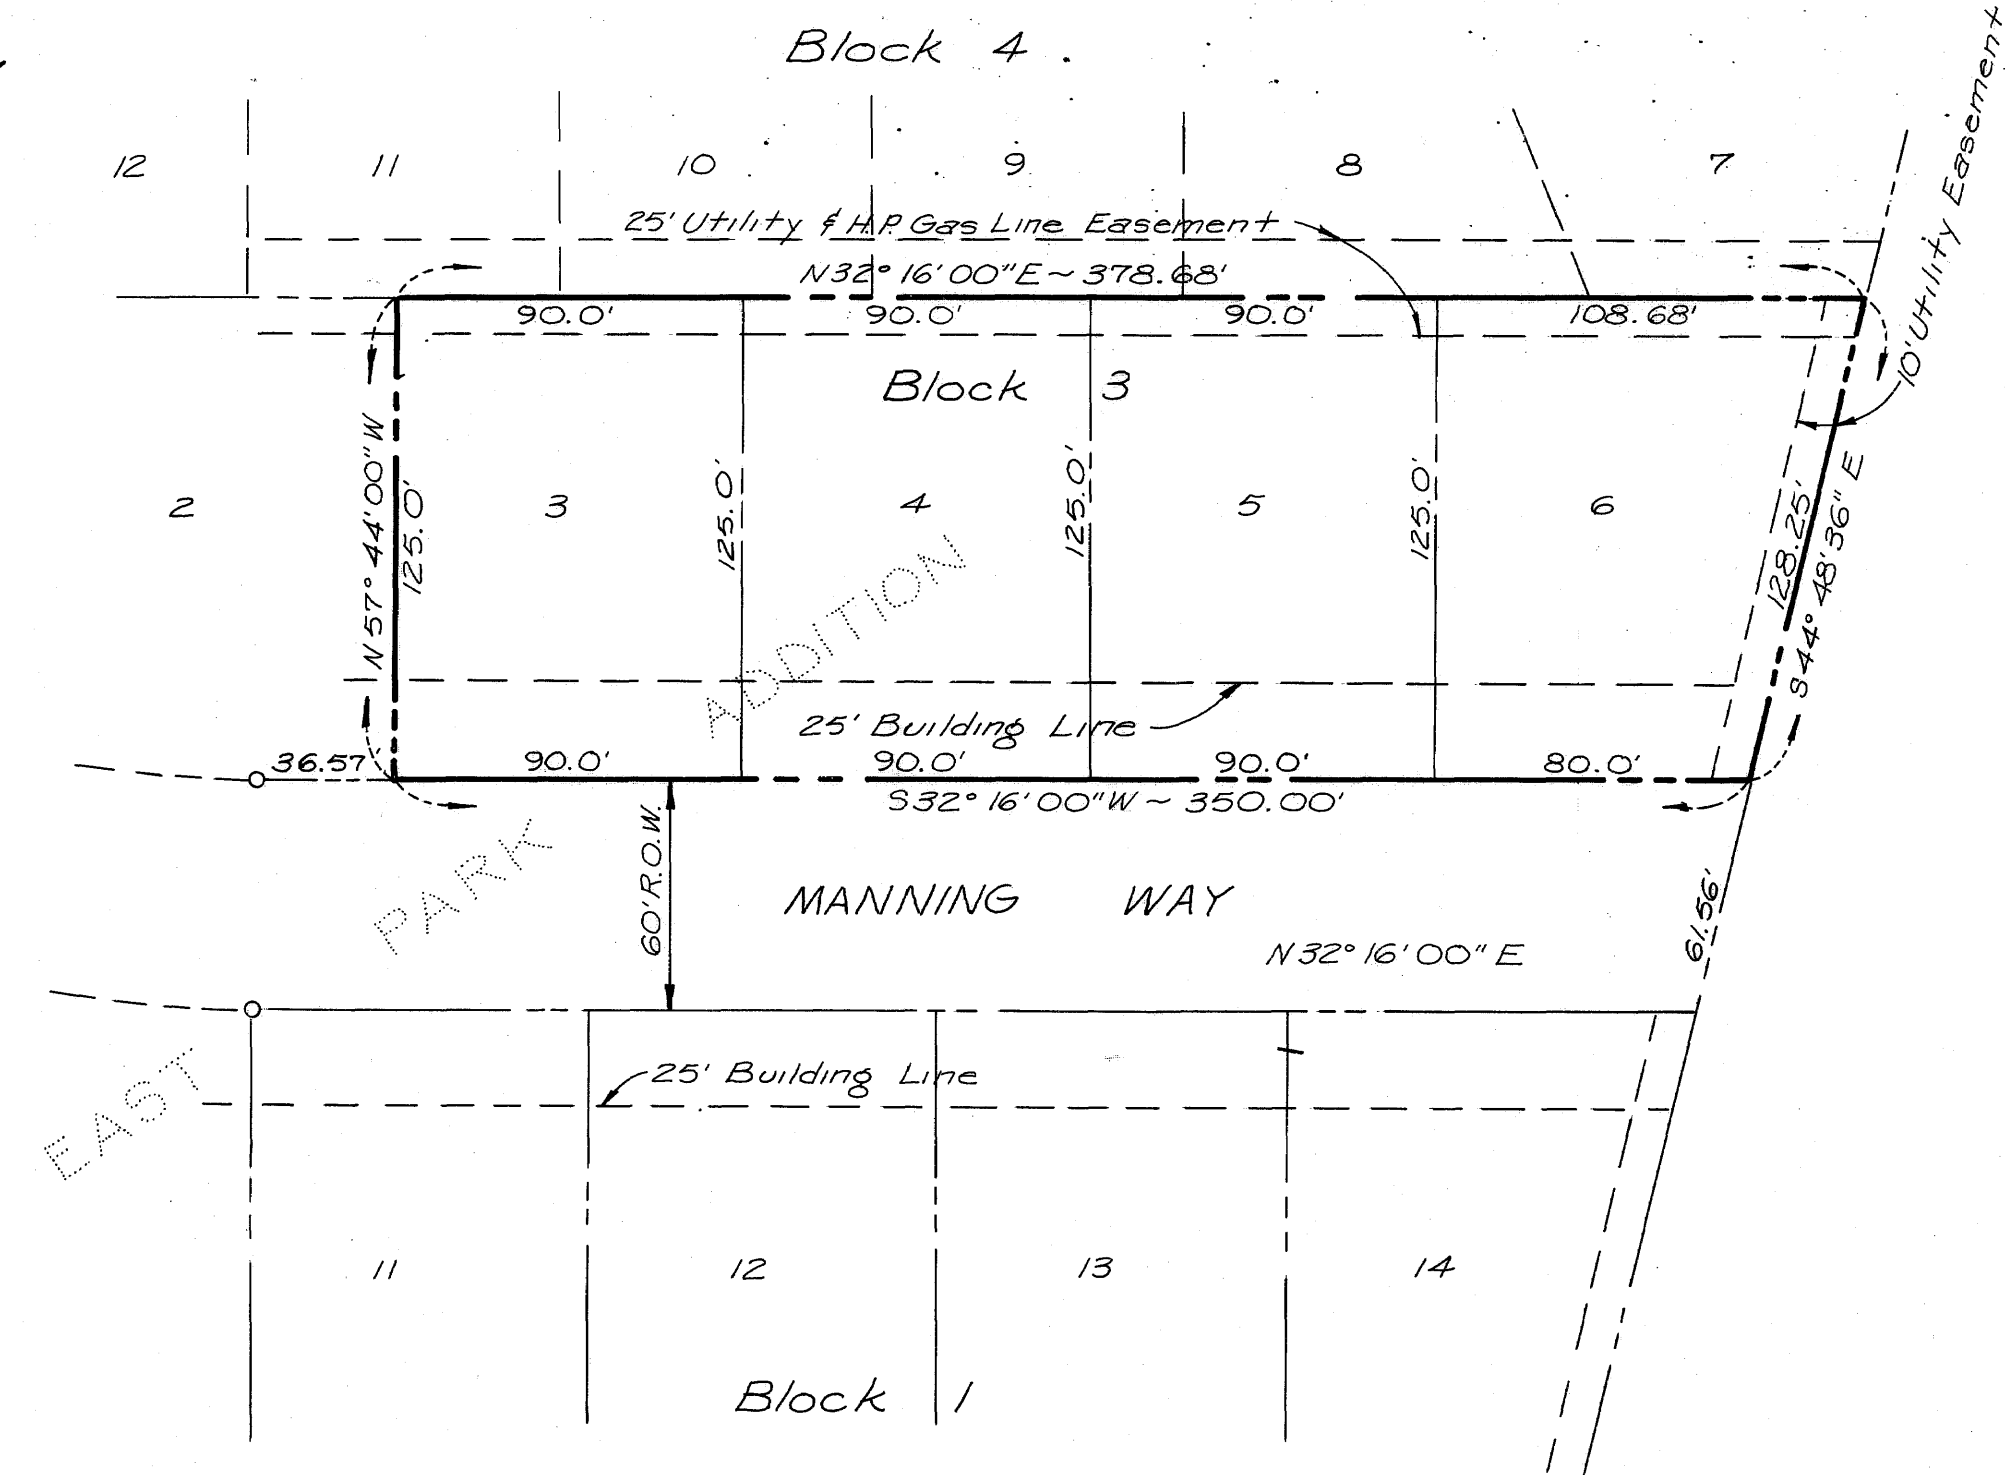 Block 4
12 11 10 9 8 7
10' Utility Easement
25' Utility & H.P. Gas Line Easement
N32° 16' 00" E ~ 378.68'
90.0' 90.0' 90.0' 108.68'
Block 3
N 57° 44' 00" W
125.0' 125.0' 125.0' 125.0'
128.25'
S 44° 48' 36" E
2 3 4 5 6
25' Building Line
36.57' 90.0' 90.0' 90.0' 80.0'
S32° 16' 00" W ~ 350.00'
60' R.O.W.
MANNING WAY
61.56'
N 32° 16' 00" E
EAST PARK ADDITION
25' Building Line
11 12 13 14
Block 1